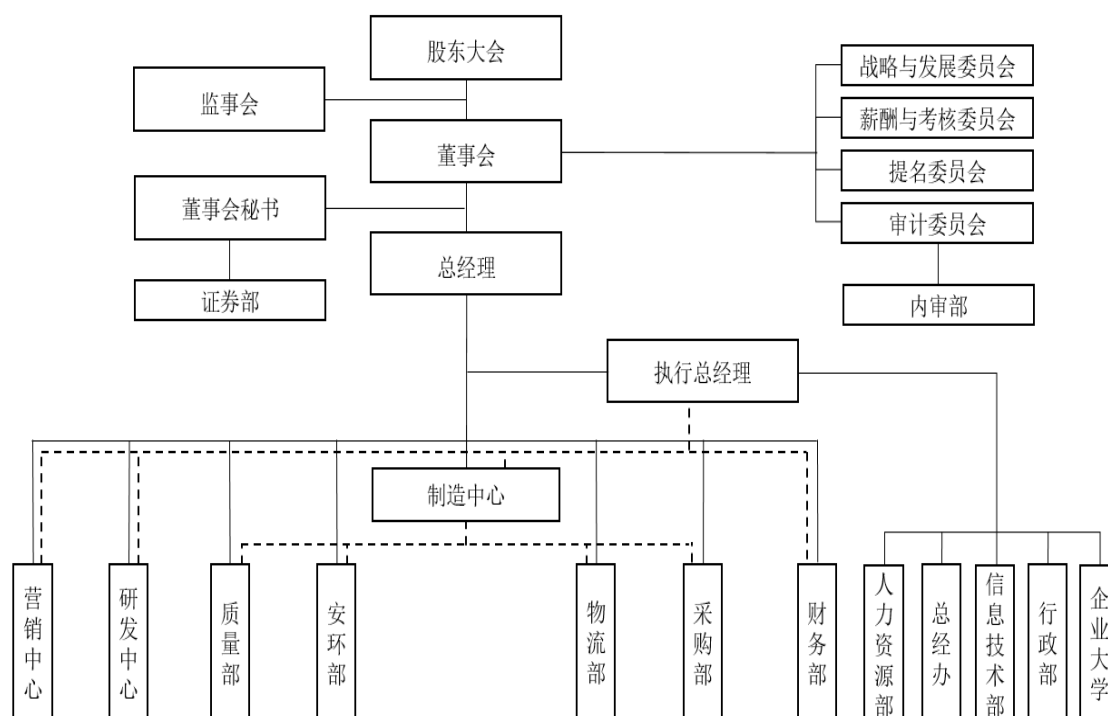 股东大会
监事会
董事会
战略与发展委员会
薪酬与考核委员会
提名委员会
审计委员会
董事会秘书
总经理
证券部
内审部
执行总经理
制造中心
营销中心
研发中心
质量部
安环部
物流部
采购部
财务部
人力资源部
总经办
信息技术部
行政部
企业大学